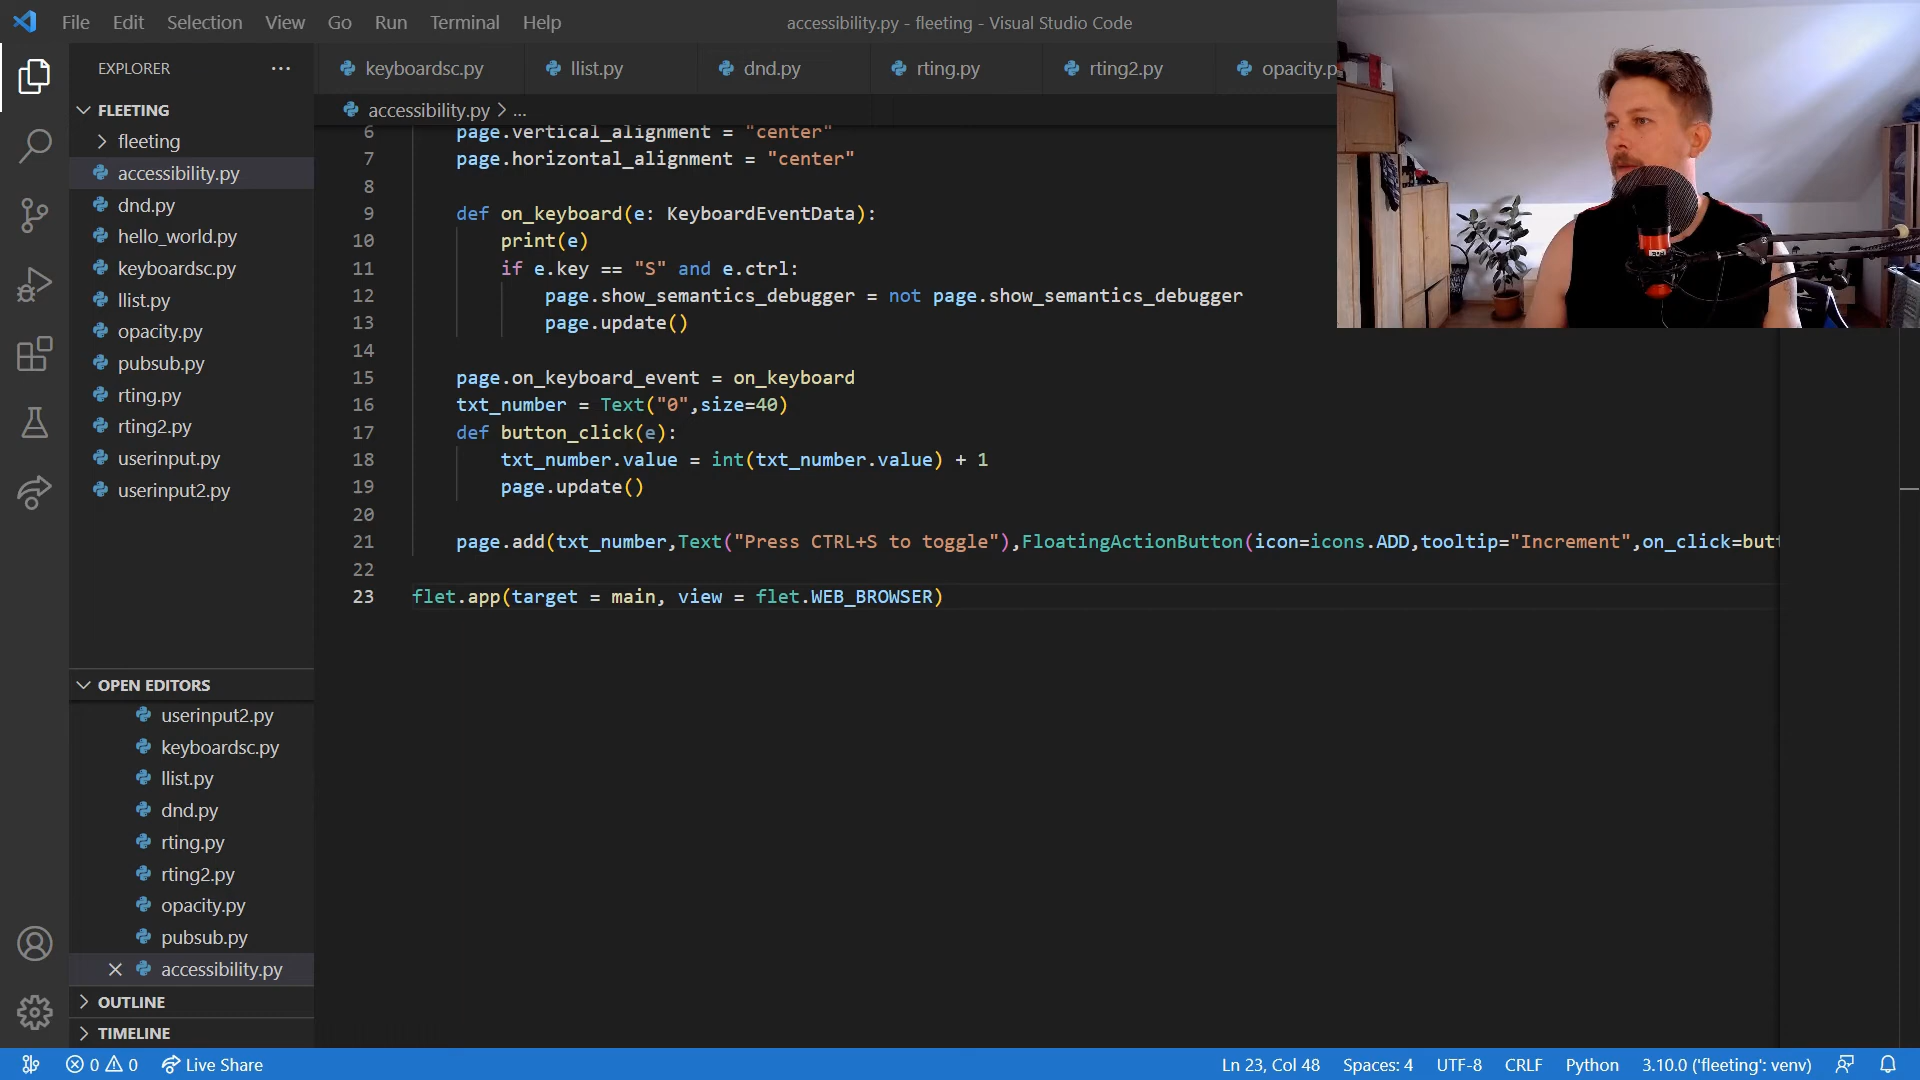 File Edit Selection View Go Run Terminal Help
accessibility.py - fleeting - Visual Studio Code
EXPLORER
FLEETING
fleeting
accessibility.py
dnd.py
hello_world.py
keyboardsc.py
llist.py
opacity.py
pubsub.py
rting.py
rting2.py
userinput.py
userinput2.py
OPEN EDITORS
userinput2.py
keyboardsc.py
llist.py
dnd.py
rting.py
rting2.py
opacity.py
pubsub.py
accessibility.py
OUTLINE
TIMELINE
keyboardsc.py llist.py dnd.py rting.py rting2.py opacity.p
accessibility.py > ...
6 page.vertical_alignment = "center"
7 page.horizontal_alignment = "center"
8
9 def on_keyboard(e: KeyboardEventData):
10 print(e)
11 if e.key == "S" and e.ctrl:
12 page.show_semantics_debugger = not page.show_semantics_debugger
13 page.update()
14
15 page.on_keyboard_event = on_keyboard
16 txt_number = Text("0",size=40)
17 def button_click(e):
18 txt_number.value = int(txt_number.value) + 1
19 page.update()
20
21 page.add(txt_number,Text("Press CTRL+S to toggle"),FloatingActionButton(icon=icons.ADD,tooltip="Increment",on_click=butt
22
23 flet.app(target = main, view = flet.WEB_BROWSER)
0 0 Live Share
Ln 23, Col 48 Spaces: 4 UTF-8 CRLF Python 3.10.0 ('fleeting': venv)